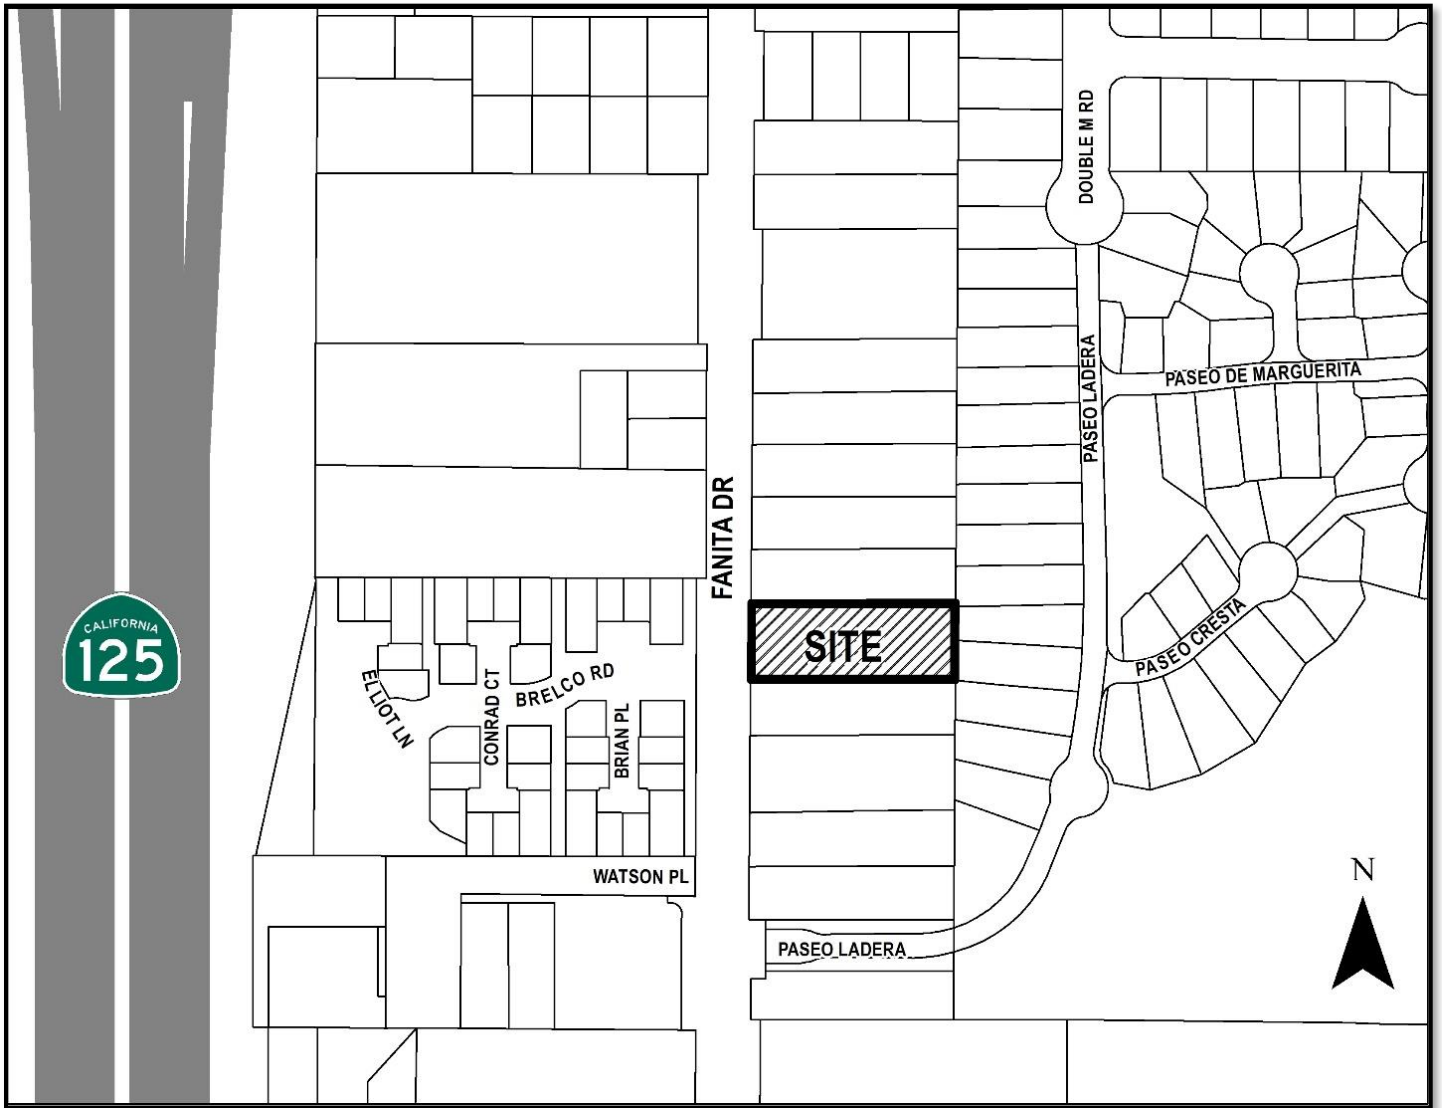 DOUBLE M RD
PASEO LADERA
PASEO DE MARGUERITA
FANITA DR
CALIFORNIA
125
SITE
PASEO CRESTA
ELLIOT LN
CONRAD CT
BRELCO RD
BRIAN PL
WATSON PL
N
PASEO LADERA